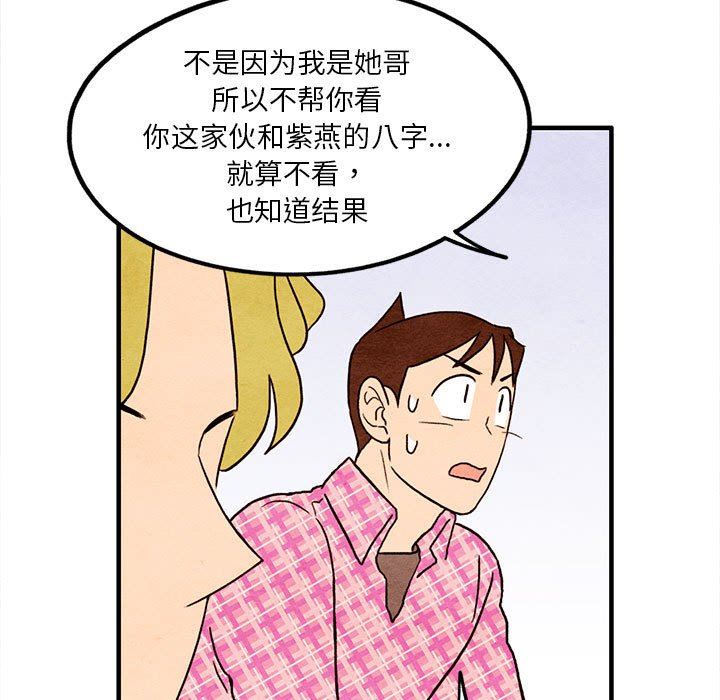 不是因为我是她哥
所以不帮你看
你这家伙和紫燕的八字...
就算不看，
也知道结果